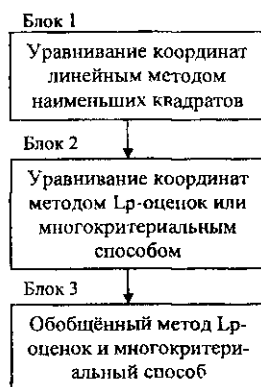 Блок 1
Уравнивание координат
линейным методом
наименьших квадратов
Блок 2
Уравнивание координат
методом Lp-оценок или
многокритериальным
способом
Блок 3
Обобщённый метод Lp-
оценок и многокритери-
альный способ